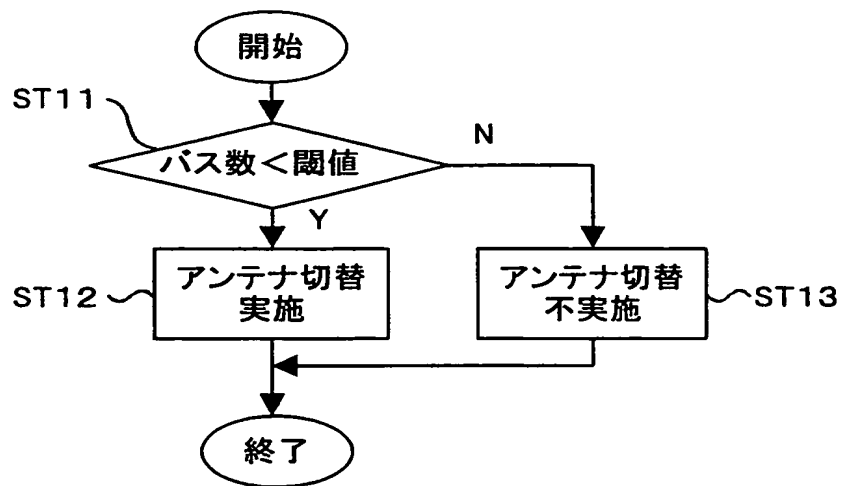 開始
ST11
パス数<閾値
N
Y
ST12
アンテナ切替
実施
アンテナ切替
不実施
ST13
終了